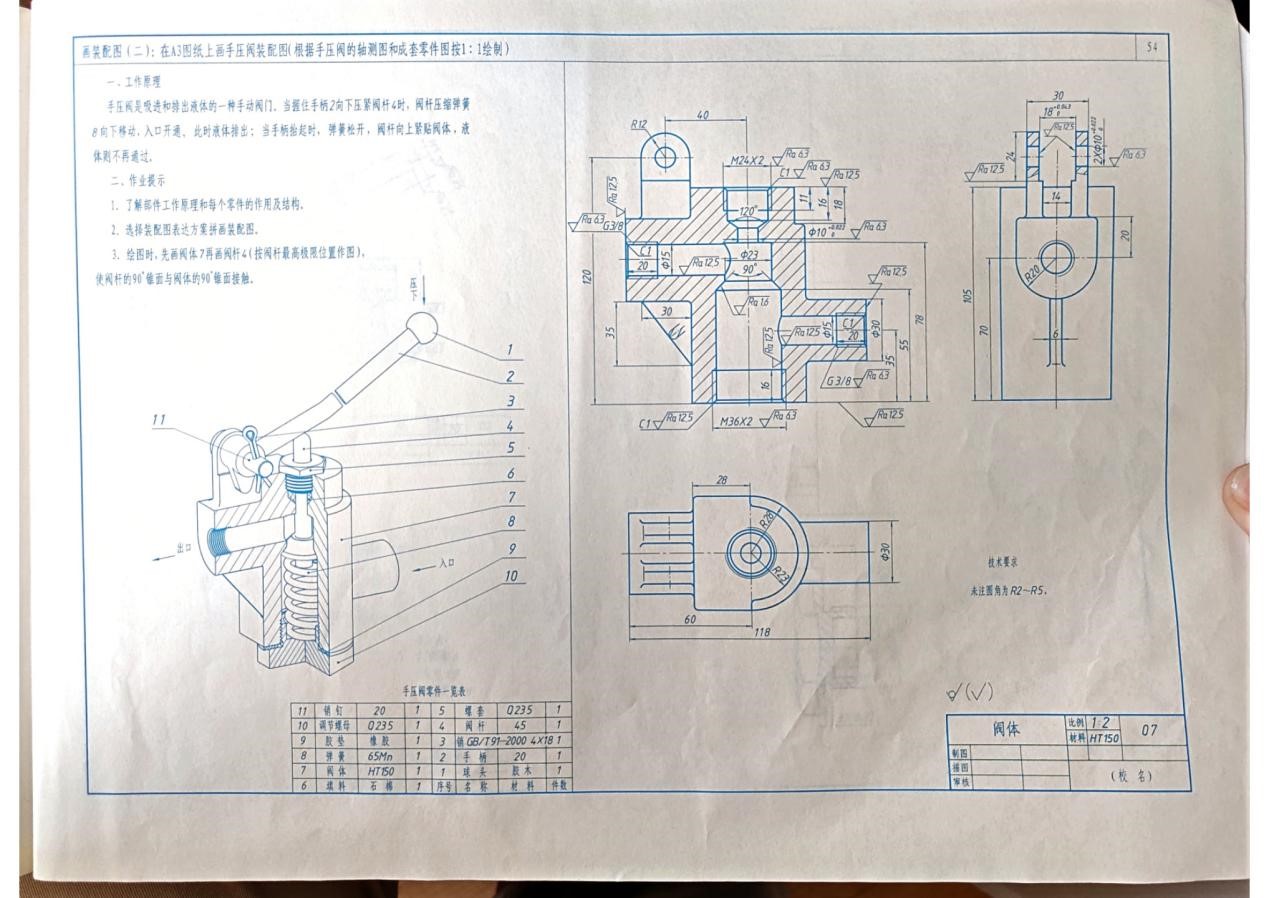 画装配图(二):在A3图纸上画手压阀装配图(根据手压阀的轴测图和成套零件图按1:1绘制)
54
一、工作原理
手压阀是吸进和排出液体的一种手动阀门。当握住手柄2向下压紧阀杆4时,阀杆压缩弹簧
8向下移动,入口开通、此时液体排出;当手柄抬起时,弹簧松开,阀杆向上紧贴阀体,液
体则不再通过。
二、作业提示
1. 了解部件工作原理和每个零件的作用及结构。
2. 选择装配图表达方案拼画装配图。
3. 绘图时,先画阀体7再画阀杆4(按阀杆最高极限位置作图),
使阀杆的90°锥面与阀体的90°锥面接触。
压下
1
2
3
4
5
6
7
8
9
10
11
出口
入口
手压阀零件一览表
11 销钉 20 1 5 螺套 Q235 1
10 调节螺母 Q235 1 4 阀杆 45 1
9 胶垫 橡胶 1 3 销GB/T91-2000 4X18 1
8 弹簧 65Mn 1 2 手柄 20 1
7 阀体 HT150 1 1 球头 胶木 1
6 填料 石棉 1 序号 名称 材料 件数
40
R12
M24X2
Ra 6.3
C1
Ra 6.3
Ra 12.5
11
16
18
120°
Φ10 +0.022 0
Ra 6.3
Ra 12.5
Ra 6.3
G3/8
C1
20
Φ15
Ra 12.5
Φ23
90°
Ra 1.6
120
35
30
Ra 12.5
Ra 12.5
Φ15
C1
20
Φ30
Ra 12.5
35
55
78
16
G3/8
Ra 6.3
C1
Ra 12.5
M36X2
Ra 6.3
Ra 12.5
30
18 +0.043 0
Ra 12.5
2XΦ10 +0.022 0
Ra 6.3
24
Ra 12.5
14
20
R20
105
70
6
28
R28
R23
Φ30
60
118
技术要求
未注圆角为R2~R5。
阀体
比例 1:2
材料 HT150
07
制图
描图
审核
(校名)